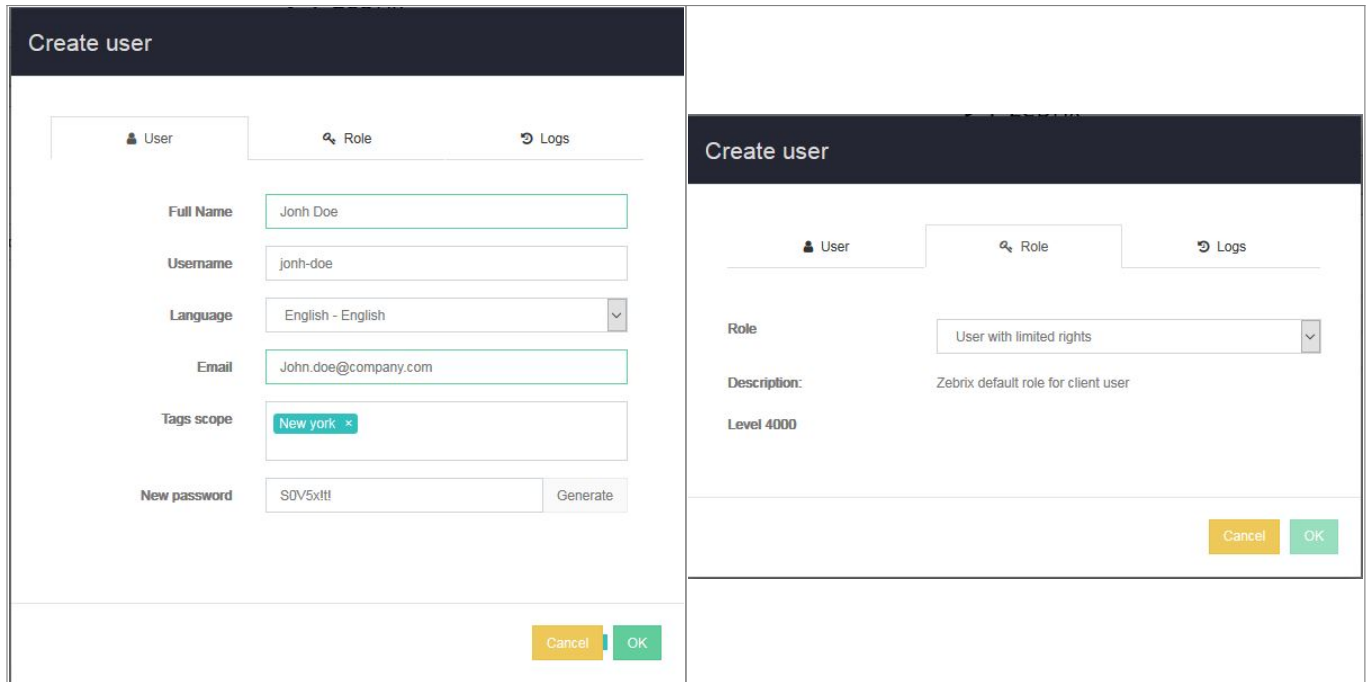 Create user
User Role Logs
Full Name Jonh Doe
Username jonh-doe
Language English - English
Email John.doe@company.com
Tags scope New york ×
New password S0V5x!t! Generate
Cancel OK
Create user
User Role Logs
Role User with limited rights
Description: Zebrix default role for client user
Level 4000
Cancel OK